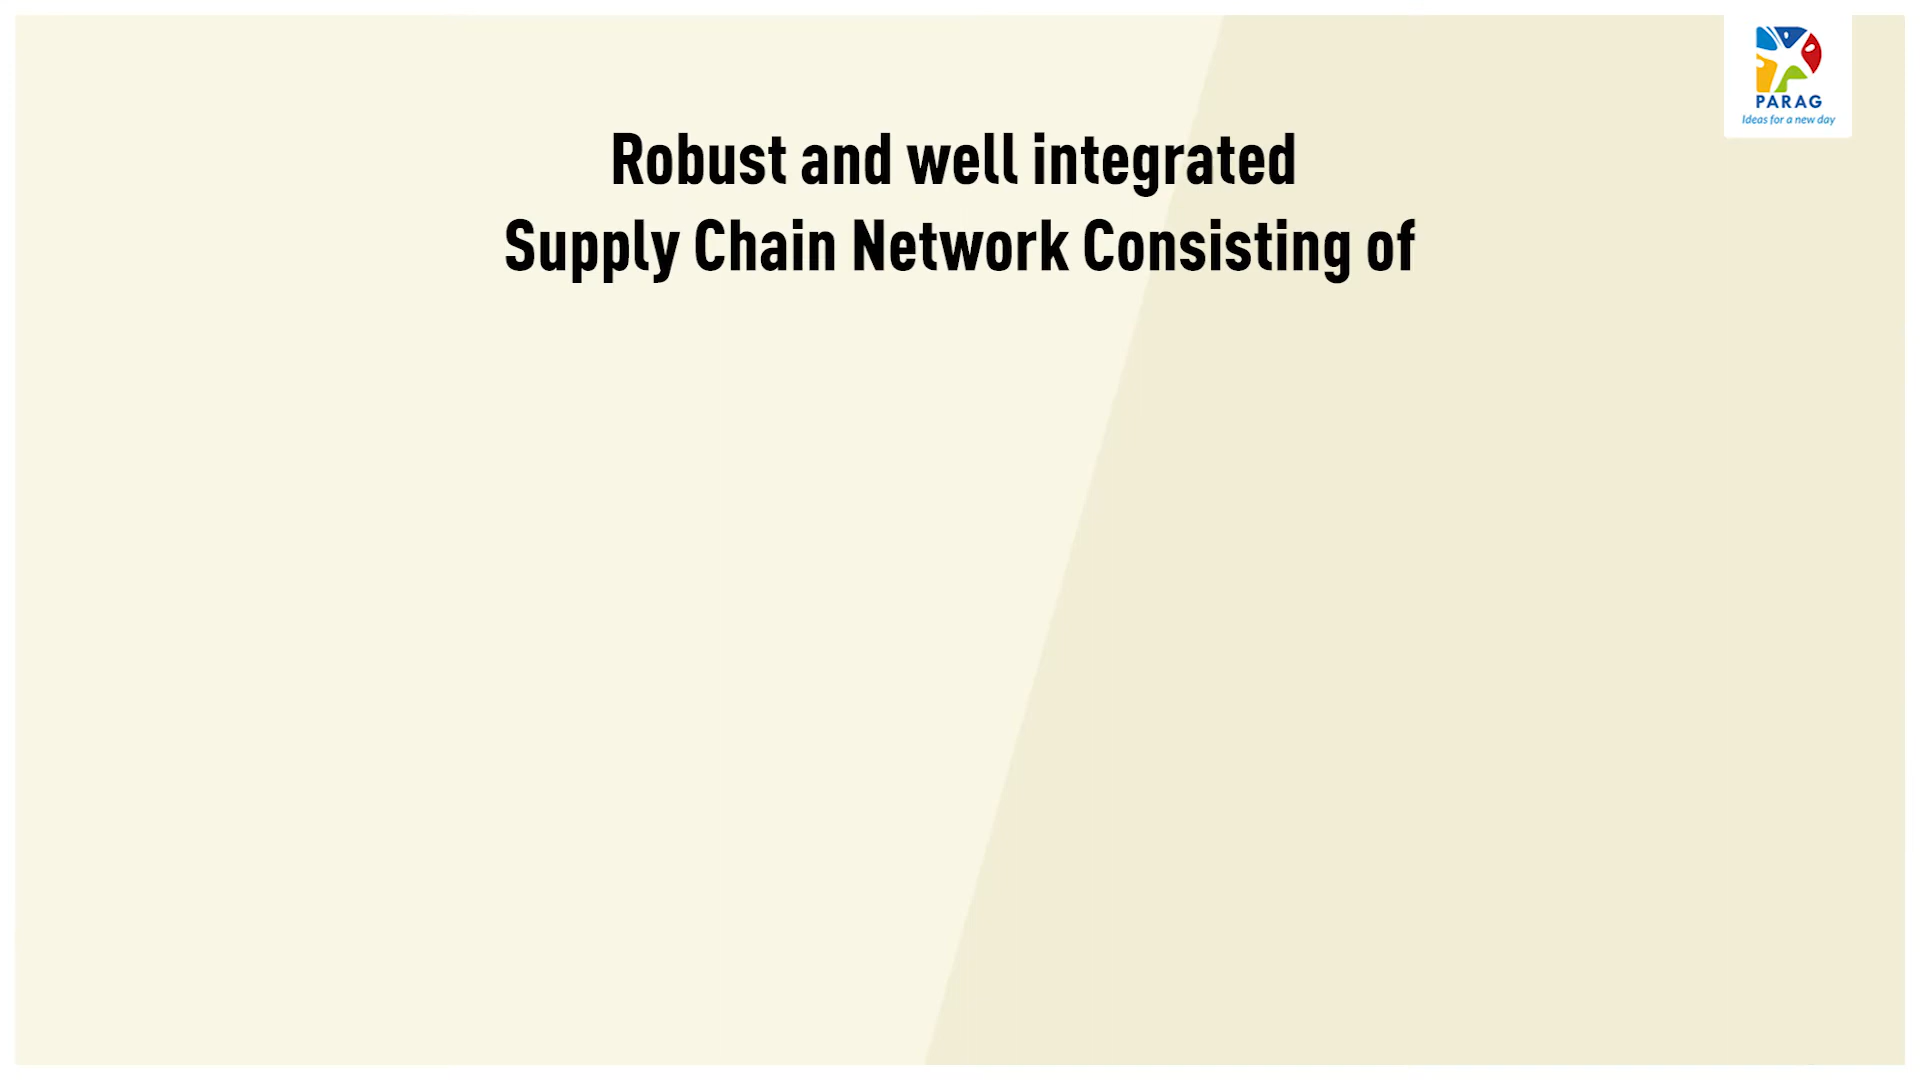 PARAG
Ideas for a new day
Robust and well integrated
Supply Chain Network Consisting of